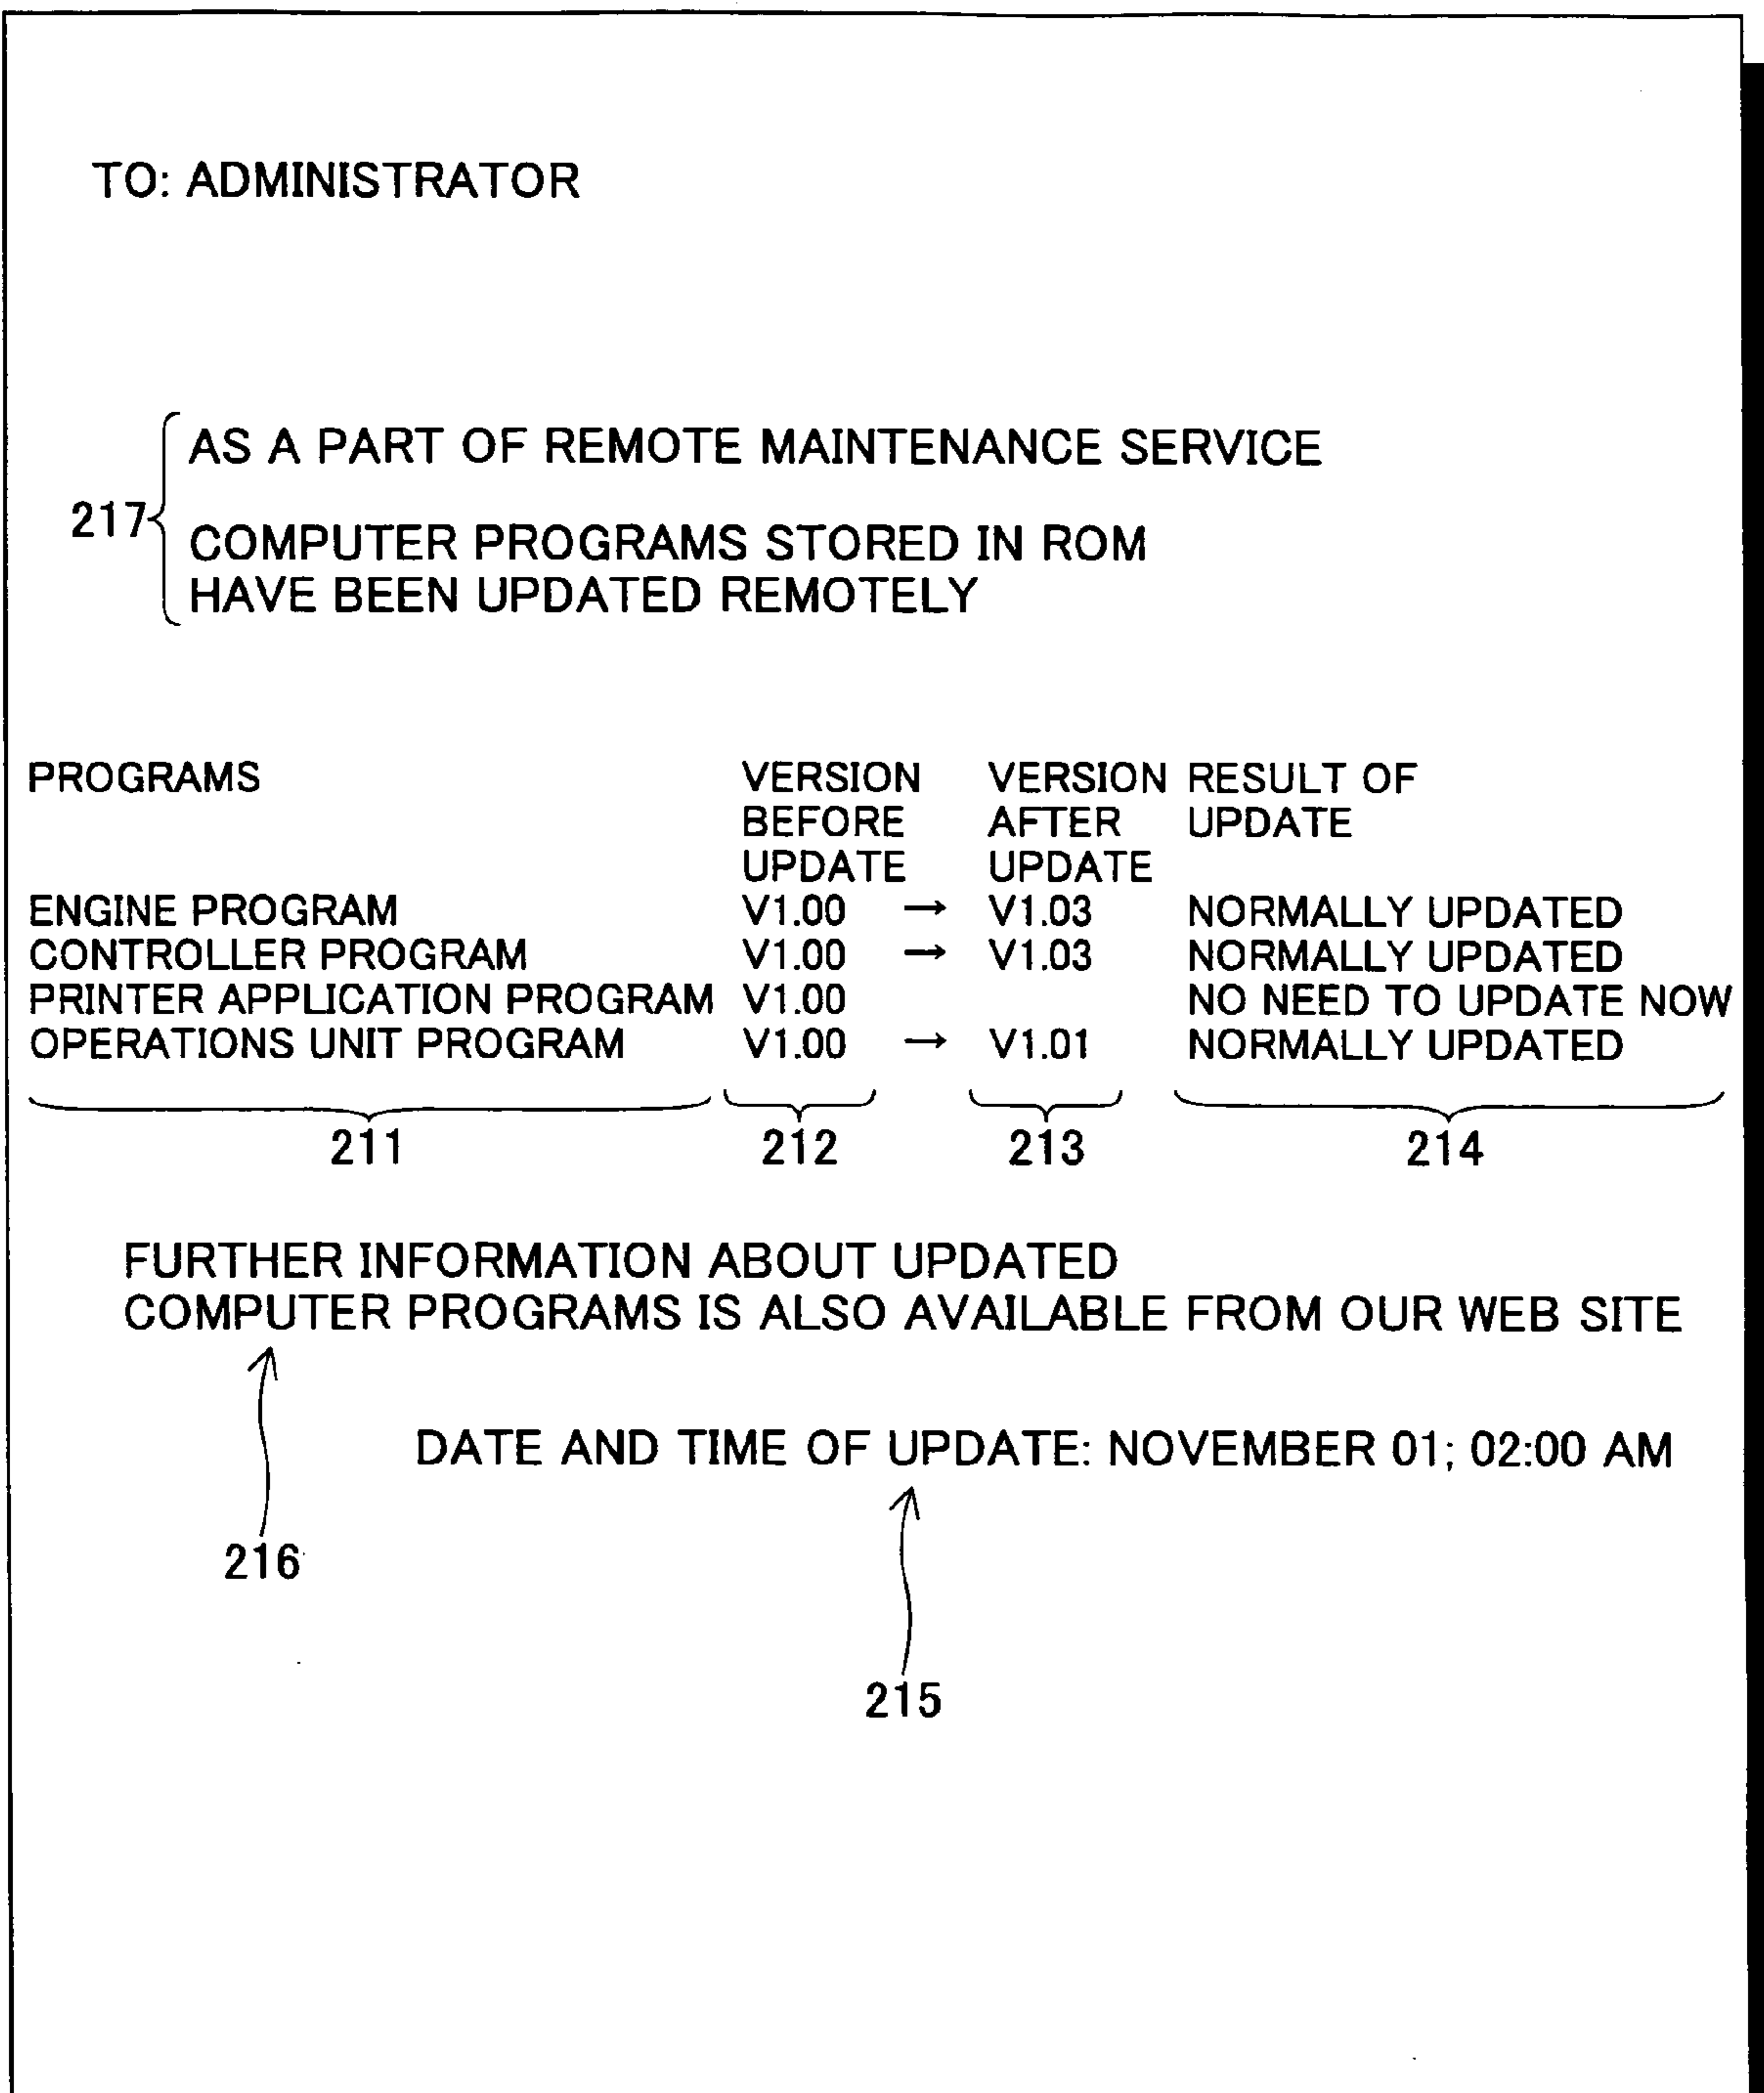 TO: ADMINISTRATOR
AS A PART OF REMOTE MAINTENANCE SERVICE
217
COMPUTER PROGRAMS STORED IN ROM
HAVE BEEN UPDATED REMOTELY
PROGRAMS VERSION VERSION RESULT OF
BEFORE AFTER UPDATE
UPDATE UPDATE
ENGINE PROGRAM V1.00 → V1.03 NORMALLY UPDATED
CONTROLLER PROGRAM V1.00 → V1.03 NORMALLY UPDATED
PRINTER APPLICATION PROGRAM V1.00 NO NEED TO UPDATE NOW
OPERATIONS UNIT PROGRAM V1.00 → V1.01 NORMALLY UPDATED
211 212 213 214
FURTHER INFORMATION ABOUT UPDATED
COMPUTER PROGRAMS IS ALSO AVAILABLE FROM OUR WEB SITE
DATE AND TIME OF UPDATE: NOVEMBER 01; 02:00 AM
216
215